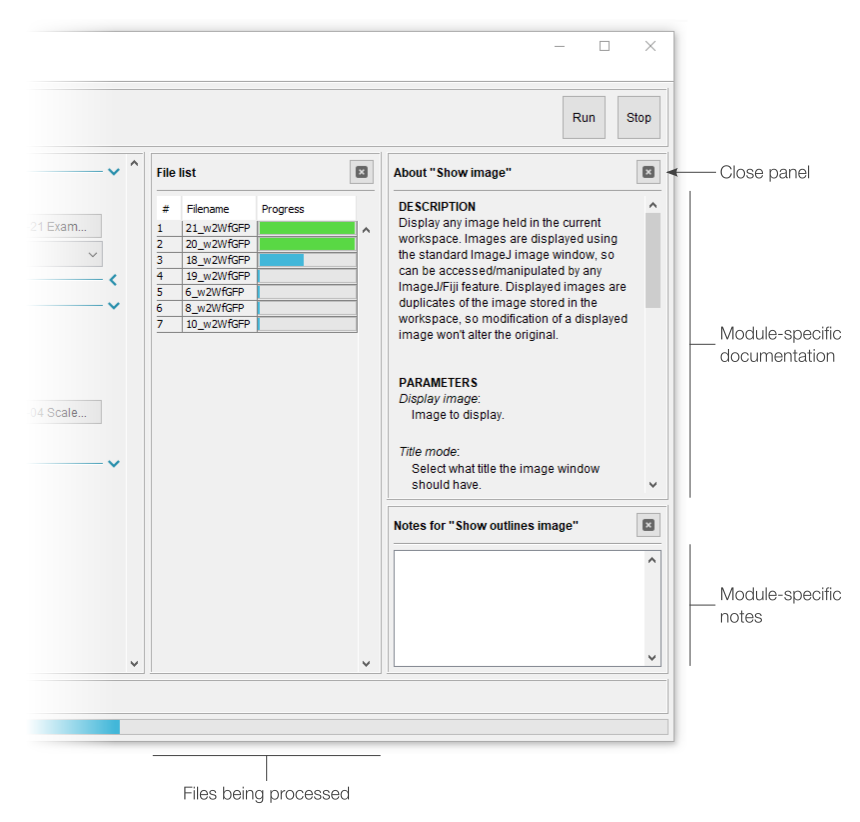 Run Stop
File list
# Filename Progress
1 21_w2WfGFP
2 20_w2WfGFP
3 18_w2WfGFP
4 19_w2WfGFP
5 6_w2WfGFP
6 8_w2WfGFP
7 10_w2WfGFP
21 Exam...
04 Scale...
About "Show image"
DESCRIPTION
Display any image held in the current
workspace. Images are displayed using
the standard ImageJ image window, so
can be accessed/manipulated by any
ImageJ/Fiji feature. Displayed images are
duplicates of the image stored in the
workspace, so modification of a displayed
image won't alter the original.
PARAMETERS
Display image:
Image to display.
Title mode:
Select what title the image window
should have.
Notes for "Show outlines image"
Close panel
Module-specific
documentation
Module-specific
notes
Files being processed